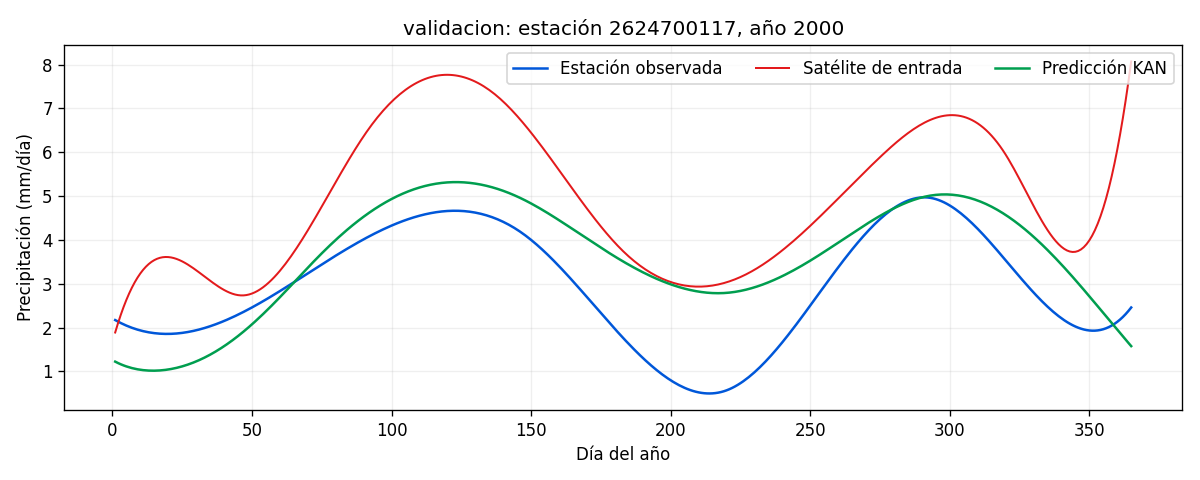 validacion: estación 2624700117, año 2000
Estación observada
Satélite de entrada
Predicción KAN
Precipitación (mm/día)
8
7
6
5
4
3
2
1
0 50 100 150 200 250 300 350
Día del año